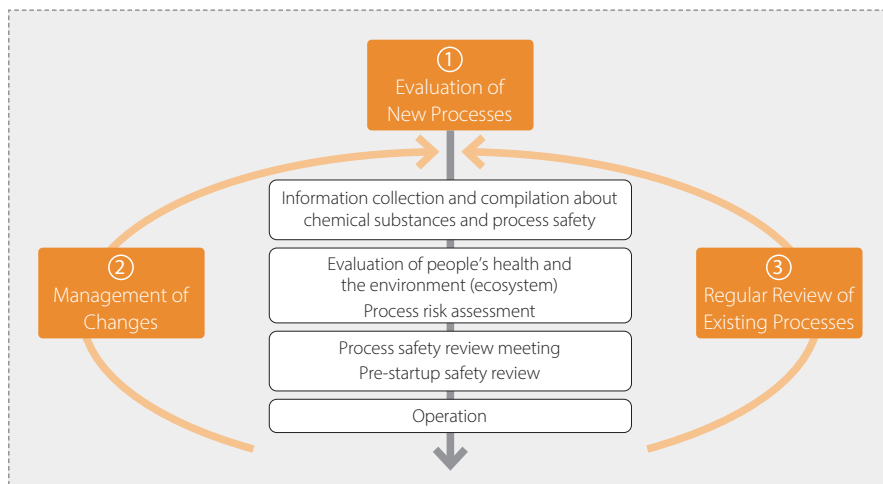 ①
Evaluation of
New Processes
Information collection and compilation about
chemical substances and process safety
②
Management of
Changes
Evaluation of people’s health and
the environment (ecosystem)
Process risk assessment
③
Regular Review of
Existing Processes
Process safety review meeting
Pre-startup safety review
Operation